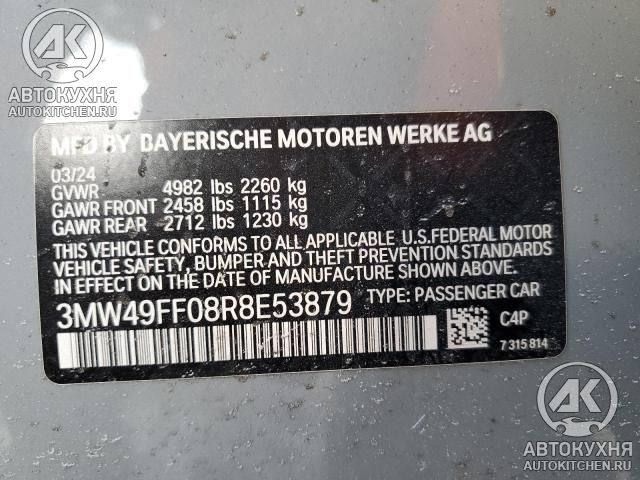 AK
АВТОКУХНЯ
AUTOKITCHEN.RU
MFD BY BAYERISCHE MOTOREN WERKE AG
03/24
GVWR 4982 lbs 2260 kg
GAWR FRONT 2458 lbs 1115 kg
GAWR REAR 2712 lbs 1230 kg
THIS VEHICLE CONFORMS TO ALL APPLICABLE U.S.FEDERAL MOTOR
VEHICLE SAFETY, BUMPER AND THEFT PREVENTION STANDARDS
IN EFFECT ON THE DATE OF MANUFACTURE SHOWN ABOVE.
3MW49FF08R8E53879 TYPE: PASSENGER CAR
C4P
7 315 814
AK
АВТОКУХНЯ
AUTOKITCHEN.RU